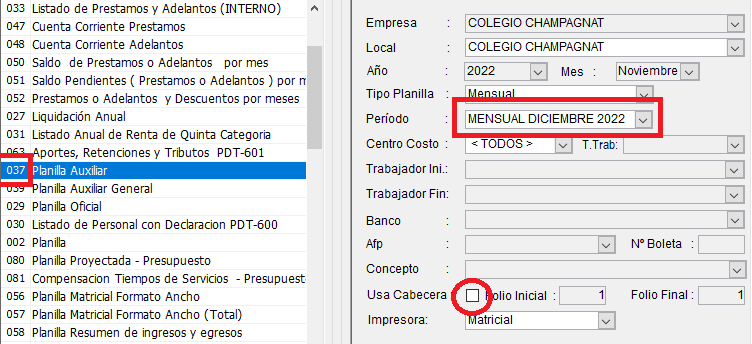 033 Listado de Prestamos y Adelantos (INTERNO)
047 Cuenta Corriente Prestamos
048 Cuenta Corriente Adelantos
050 Saldo de Prestamos o Adelantos por mes
051 Saldo Pendientes ( Prestamos o Adelantos ) por m
052 Prestamos o Adelantos y Descuentos por meses
027 Liquidación Anual
031 Listado Anual de Renta de Quinta Categoria
063 Aportes, Retenciones y Tributos PDT-601
037 Planilla Auxiliar
039 Planilla Auxiliar General
029 Planilla Oficial
030 Listado de Personal con Declaracion PDT-600
002 Planilla
080 Planilla Proyectada - Presupuesto
081 Compensacion Tiempos de Servicios - Presupuest
056 Planilla Matricial Formato Ancho
057 Planilla Matricial Formato Ancho (Total)
058 Planilla Resumen de ingresos y egresos
Empresa : COLEGIO CHAMPAGNAT
Local : COLEGIO CHAMPAGNAT
Año : 2022 Mes : Noviembre
Tipo Planilla : Mensual
Período : MENSUAL DICIEMBRE 2022
Centro Costo : < TODOS > T.Trab:
Trabajador Ini.:
Trabajador Fin:
Banco :
Afp : Nº Boleta :
Concepto :
Usa Cabecera : Folio Inicial : 1 Folio Final : 1
Impresora: Matricial